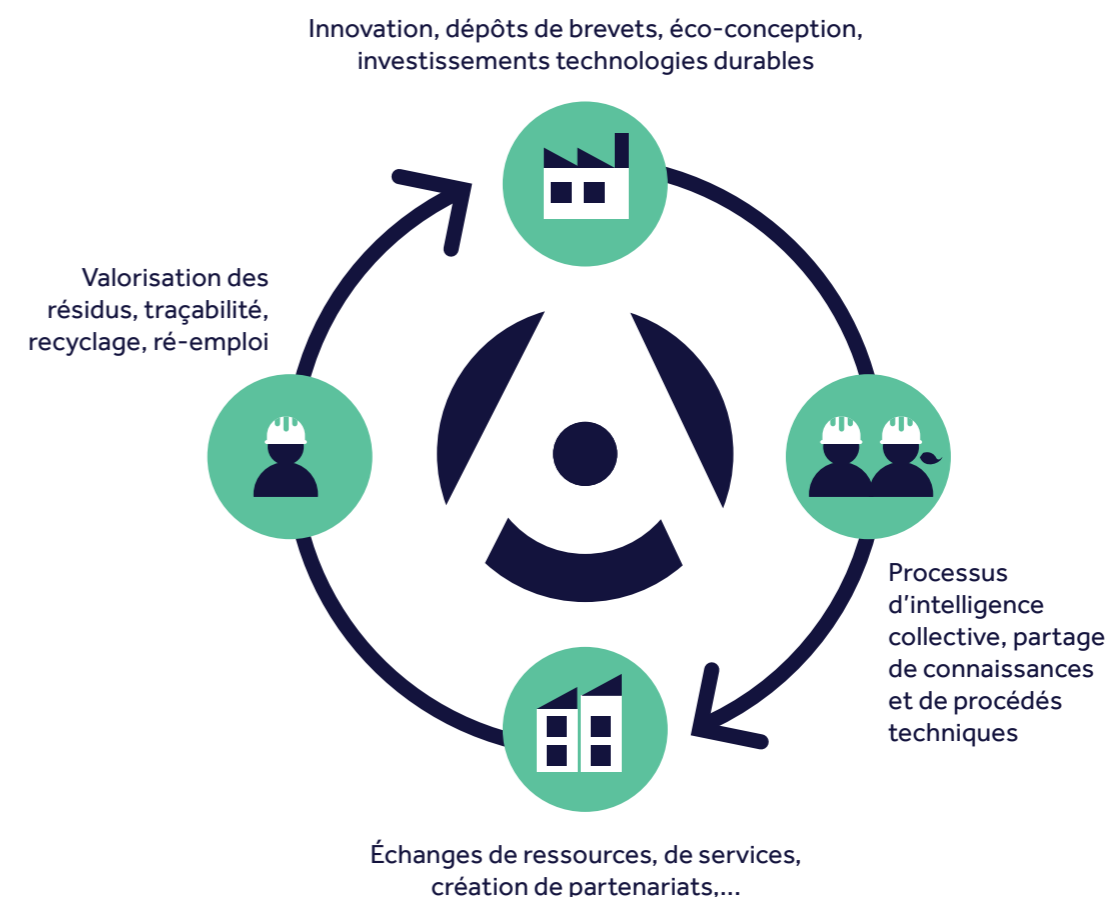 Innovation, dépôts de brevets, éco-conception,
investissements technologies durables
Valorisation des
résidus, traçabilité,
recyclage, ré-emploi
Processus
d’intelligence
collective, partage
de connaissances
et de procédés
techniques
Échanges de ressources, de services,
création de partenariats,...